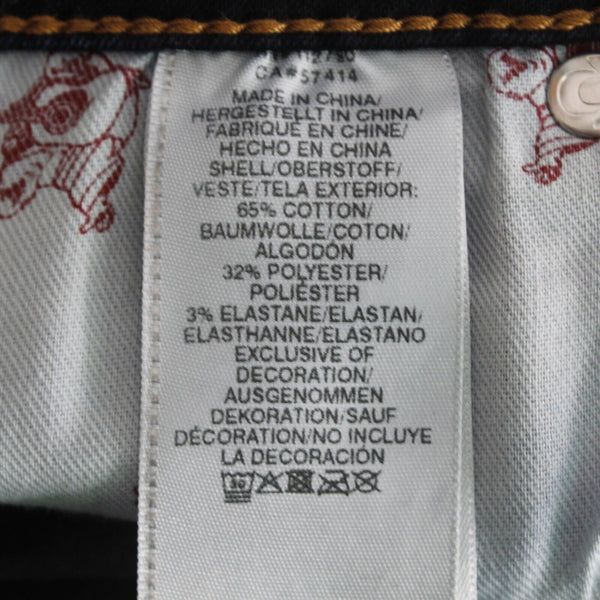 CA#57414
MADE IN CHINA/
HERGESTELLT IN CHINA/
FABRIQUE EN CHINE/
HECHO EN CHINA
SHELL/OBERSTOFF/
VESTE/TELA EXTERIOR:
65% COTTON/
BAUMWOLLE/COTON/
ALGODÓN
32% POLYESTER/
POLIÉSTER
3% ELASTANE/ELASTAN/
ELASTHANNE/ELASTANO
EXCLUSIVE OF
DECORATION/
AUSGENOMMEN
DEKORATION/SAUF
DÉCORATION/NO INCLUYE
LA DECORACIÓN
30